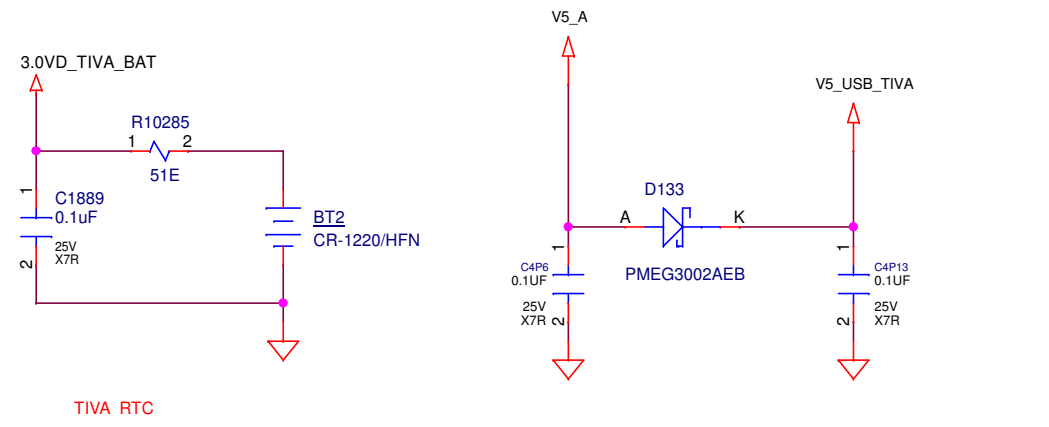 3.0VD_TIVA_BAT
R10285
1
2
51E
1
C1889
0.1uF
25V
X7R
2
BT2
CR-1220/HFN
TIVA RTC
V5_A
V5_USB_TIVA
D133
A
K
PMEG3002AEB
1
C4P6
0.1UF
25V
X7R
2
1
C4P13
0.1UF
25V
X7R
2